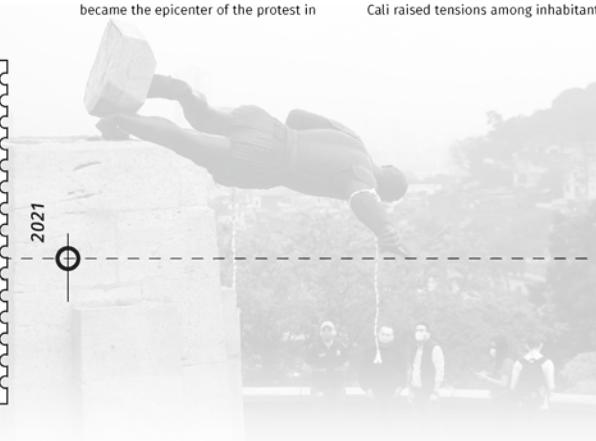 became the epicenter of the protest in
Cali raised tensions among inhabitant
2021